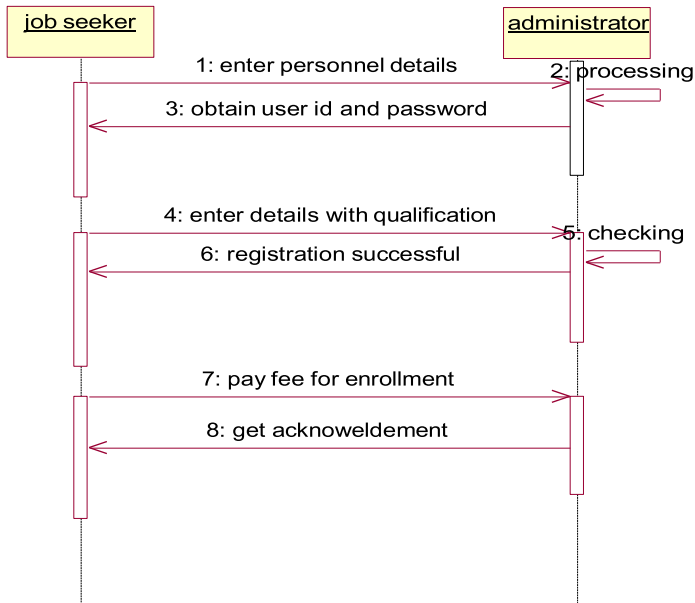 job seeker
administrator
1: enter personnel details
2: processing
3: obtain user id and password
4: enter details with qualification
5: checking
6: registration successful
7: pay fee for enrollment
8: get acknoweldement